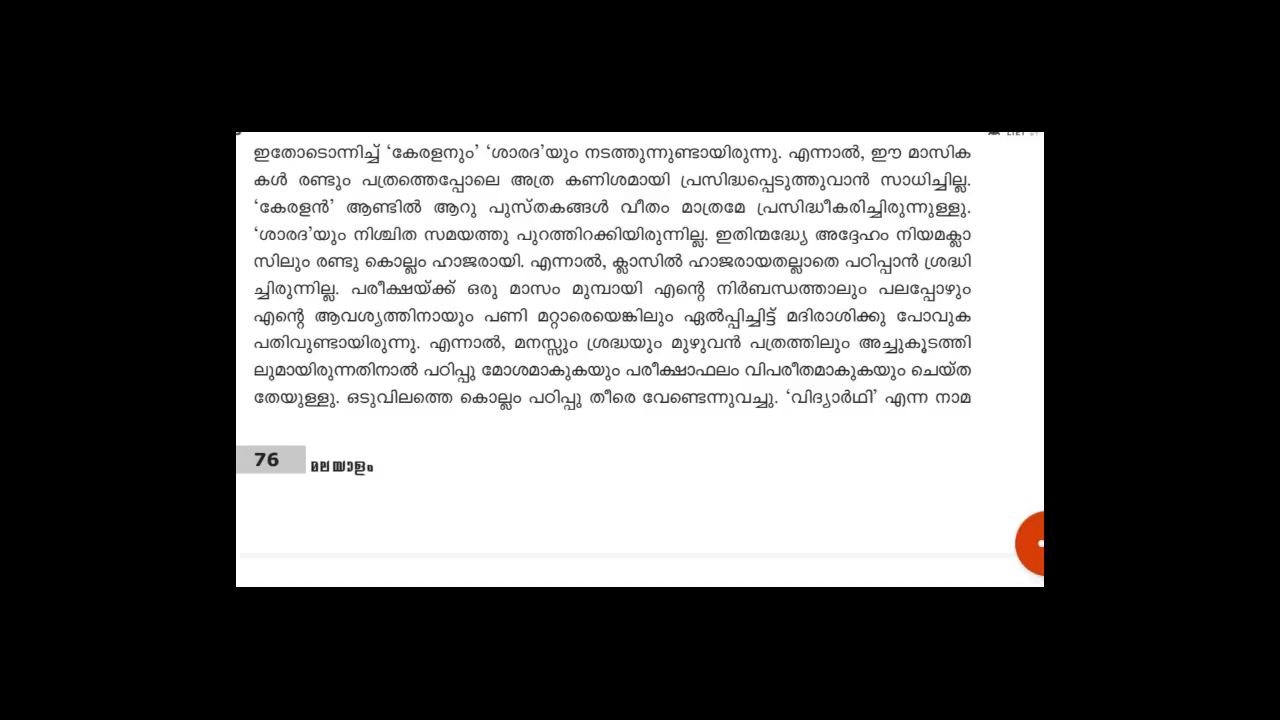 ഇതോടൊന്നിച്ച് ‘കേരളനും’ ‘ശാരദ’യും നടത്തുന്നുണ്ടായിരുന്നു. എന്നാൽ, ഈ മാസിക
കൾ രണ്ടും പത്രത്തെപ്പോലെ അത്ര കണിശമായി പ്രസിദ്ധപ്പെടുത്തുവാൻ സാധിച്ചില്ല.
‘കേരളൻ’ ആണ്ടിൽ ആറു പുസ്തകങ്ങൾ വീതം മാത്രമേ പ്രസിദ്ധീകരിച്ചിരുന്നുള്ളു.
‘ശാരദ’യും നിശ്ചിത സമയത്തു പുറത്തിറക്കിയിരുന്നില്ല. ഇതിന്മദ്ധ്യേ അദ്ദേഹം നിയമക്ലാ
സിലും രണ്ടു കൊല്ലം ഹാജരായി. എന്നാൽ, ക്ലാസിൽ ഹാജരായതല്ലാതെ പഠിപ്പാൻ ശ്രദ്ധി
ച്ചിരുന്നില്ല. പരീക്ഷയ്ക്ക് ഒരു മാസം മുമ്പായി എന്റെ നിർബന്ധത്താലും പലപ്പോഴും
എന്റെ ആവശ്യത്തിനായും പണി മറ്റാരെയെങ്കിലും ഏൽപ്പിച്ചിട്ട് മദിരാശിക്കു പോവുക
പതിവുണ്ടായിരുന്നു. എന്നാൽ, മനസ്സും ശ്രദ്ധയും മുഴുവൻ പത്രത്തിലും അച്ചുകൂടത്തി
ലുമായിരുന്നതിനാൽ പഠിപ്പു മോശമാകുകയും പരീക്ഷാഫലം വിപരീതമാകുകയും ചെയ്ത
തേയുള്ളു. ഒടുവിലത്തെ കൊല്ലം പഠിപ്പു തീരെ വേണ്ടെന്നുവച്ചു. ‘വിദ്യാർഥി’ എന്ന നാമ
76 മലയാളം